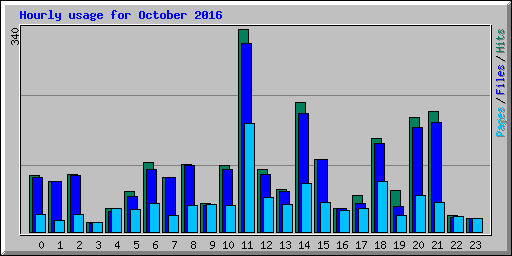 Hourly usage for October 2016
340
Pages / Files / Hits
0 1 2 3 4 5 6 7 8 9 10 11 12 13 14 15 16 17 18 19 20 21 22 23